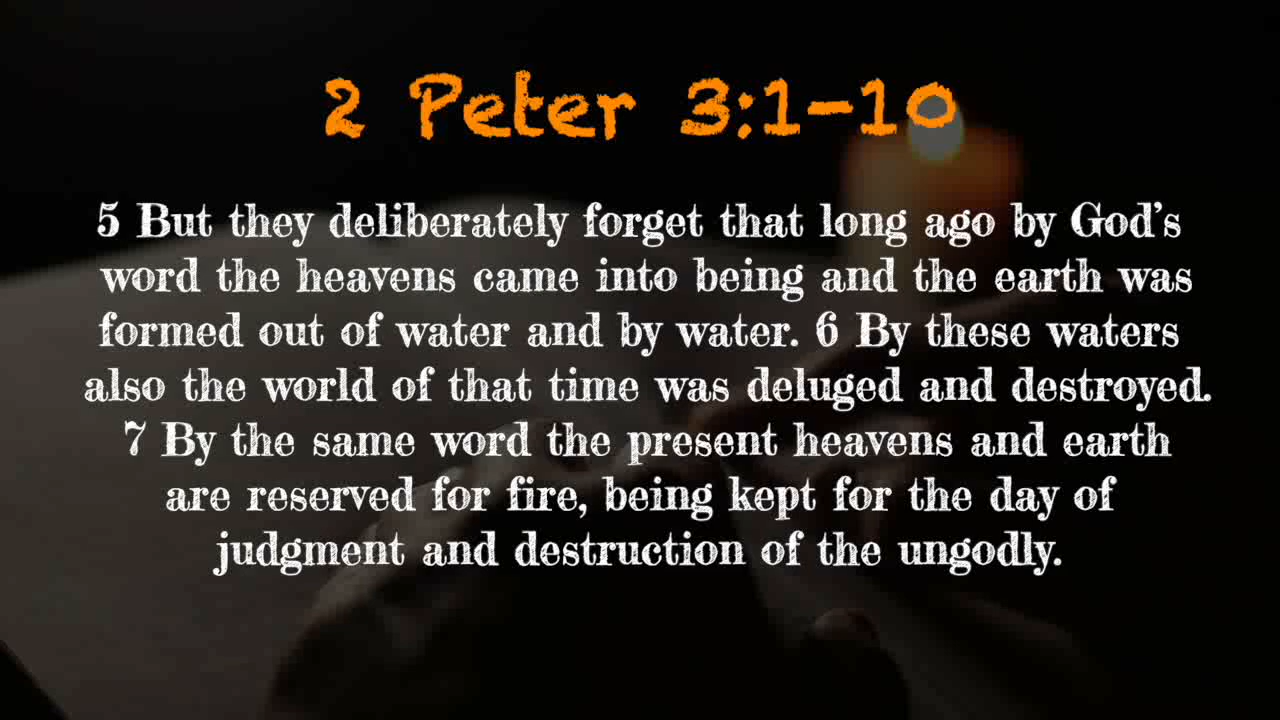 2 Peter 3:1-10
5 But they deliberately forget that long ago by God's
word the heavens came into being and the earth was
formed out of water and by water. 6 By these waters
also the world of that time was deluged and destroyed.
7 By the same word the present heavens and earth
are reserved for fire, being kept for the day of
judgment and destruction of the ungodly.